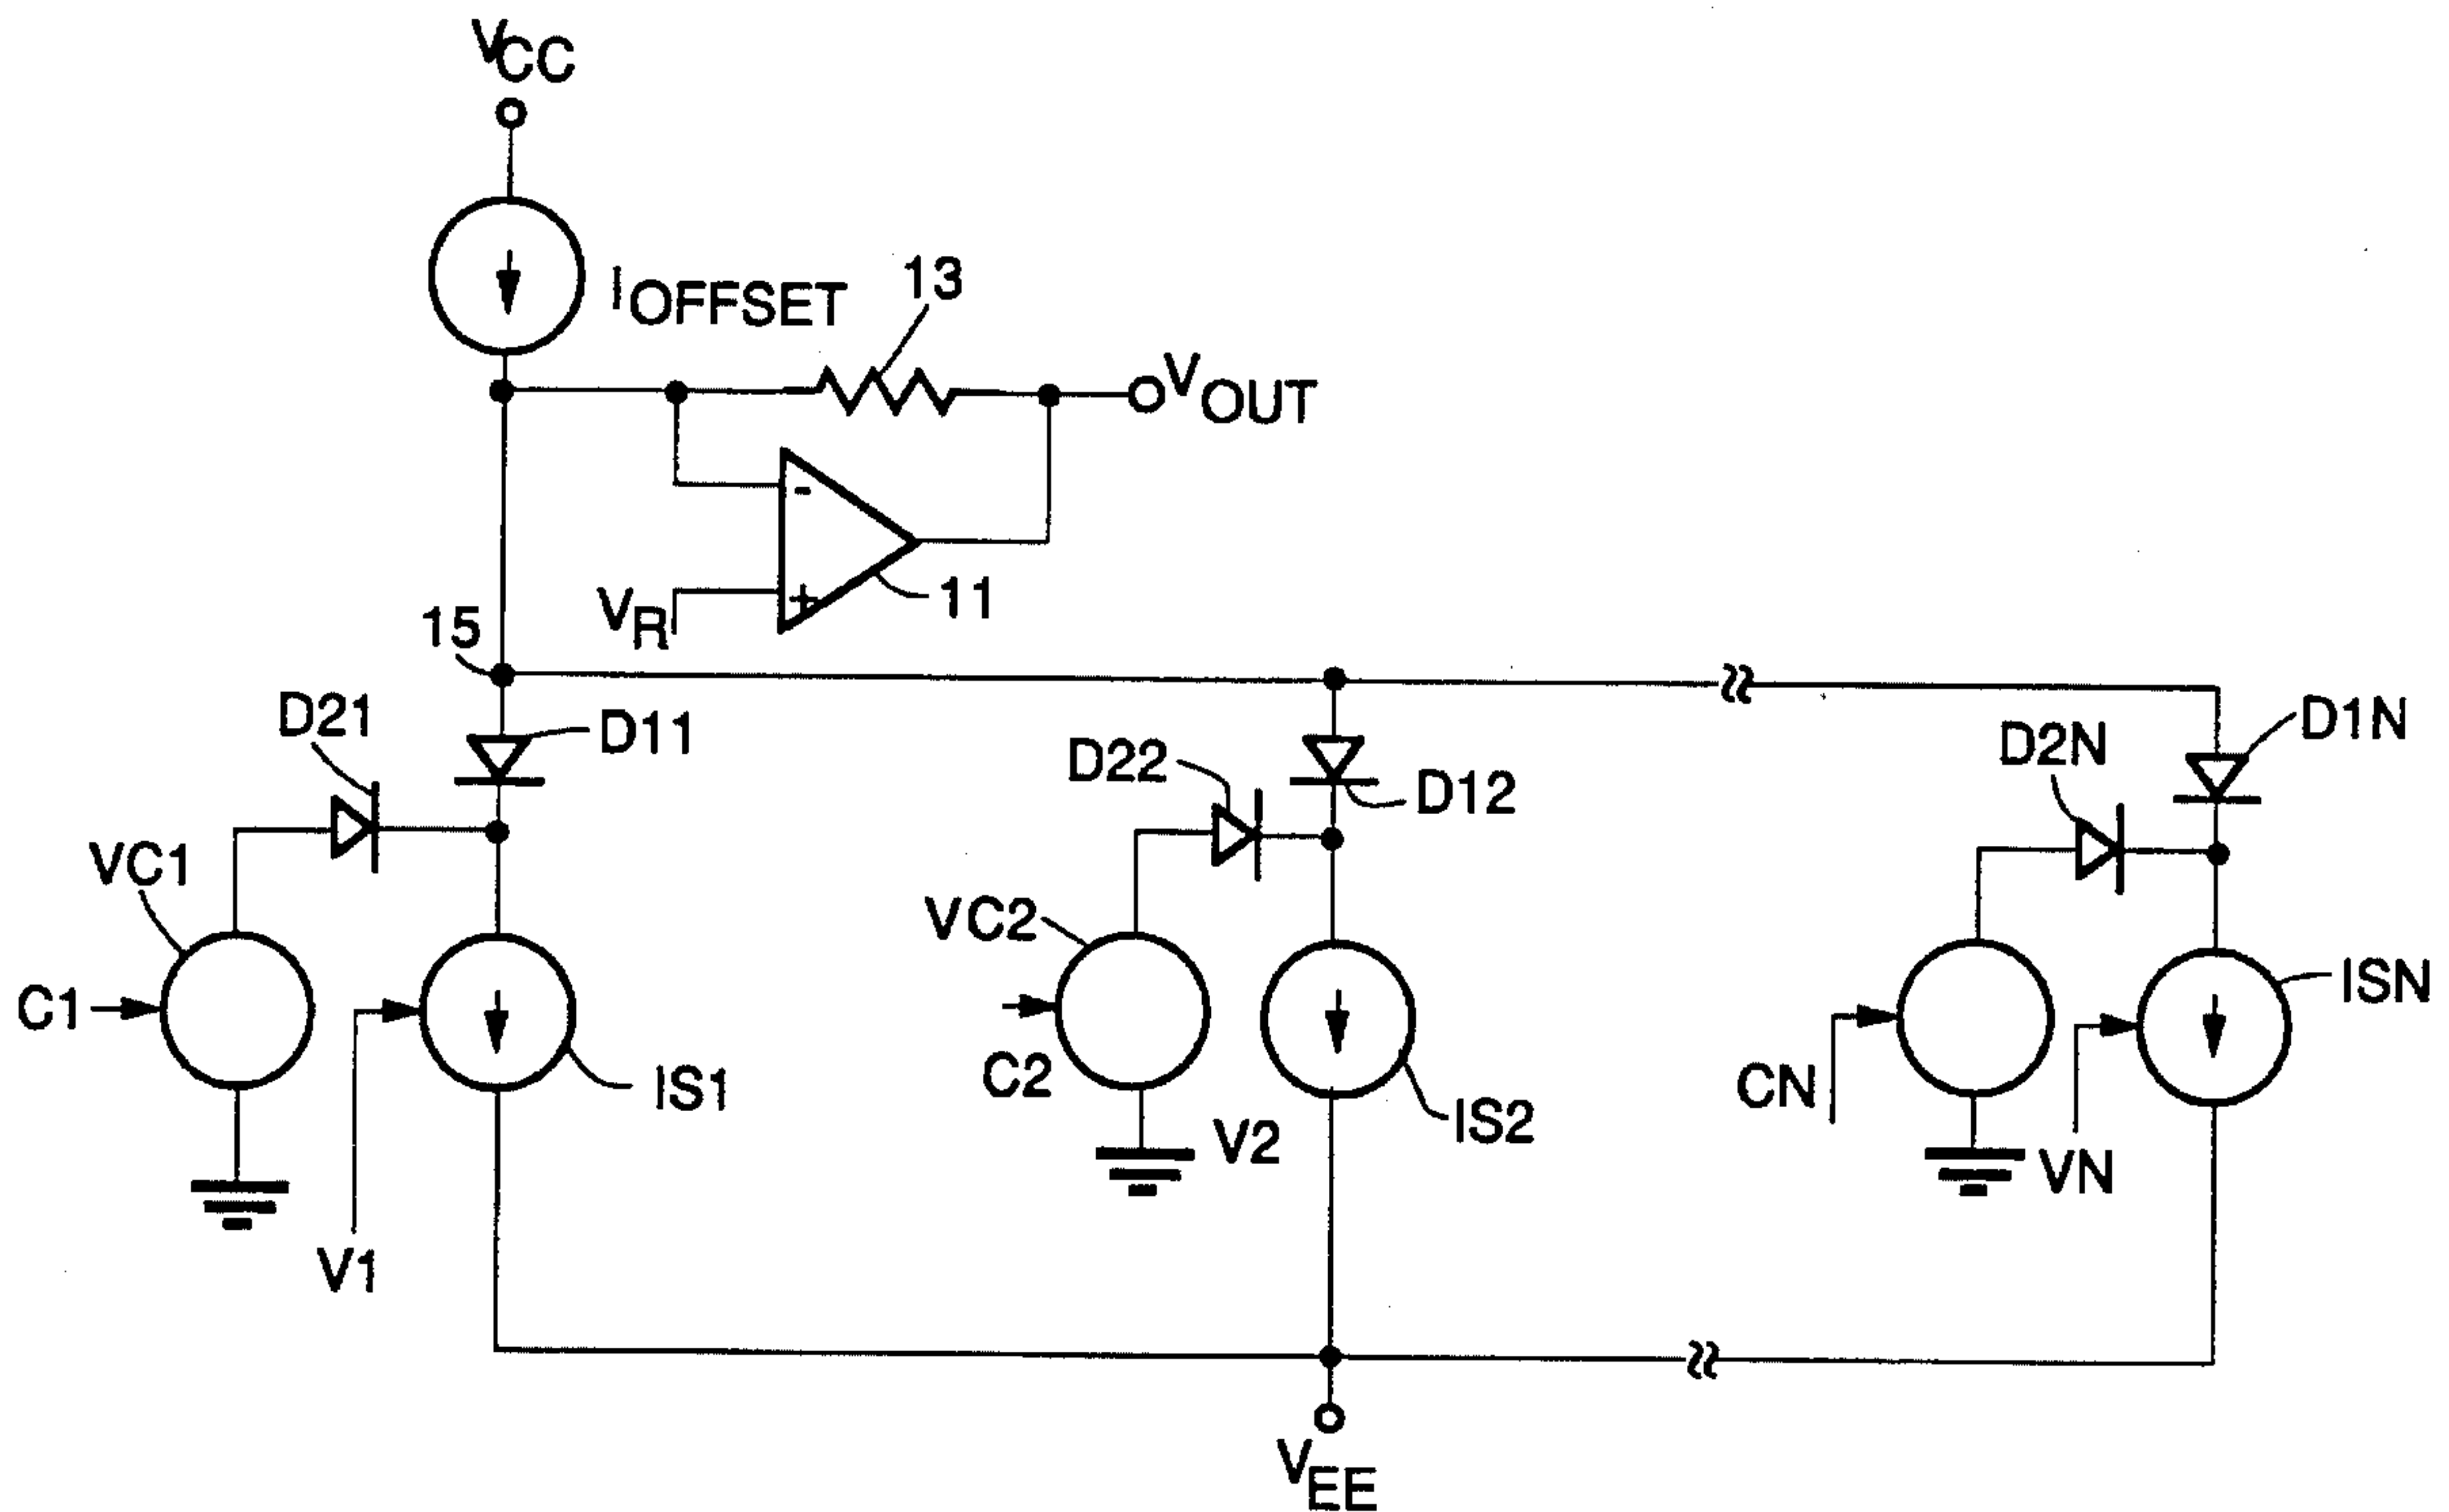 VCC
IOFFSET
13
VOUT
-
+
11
VR
15
D21
D11
D22
D12
D2N
D1N
VC1
VC2
C1
C2
CN
IS1
IS2
ISN
V1
V2
VN
VEE